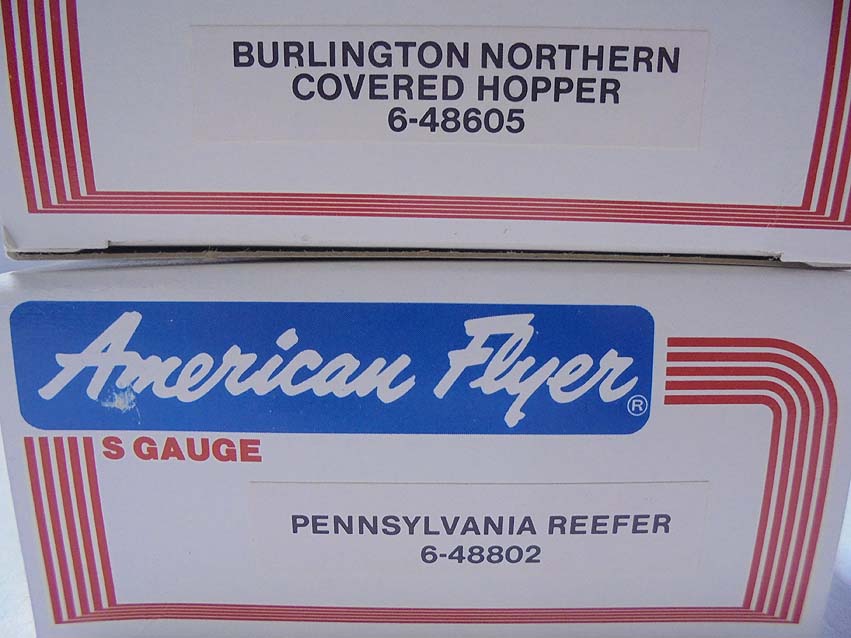 BURLINGTON NORTHERN
COVERED HOPPER
6-48605
American Flyer®
S GAUGE
PENNSYLVANIA REEFER
6-48802